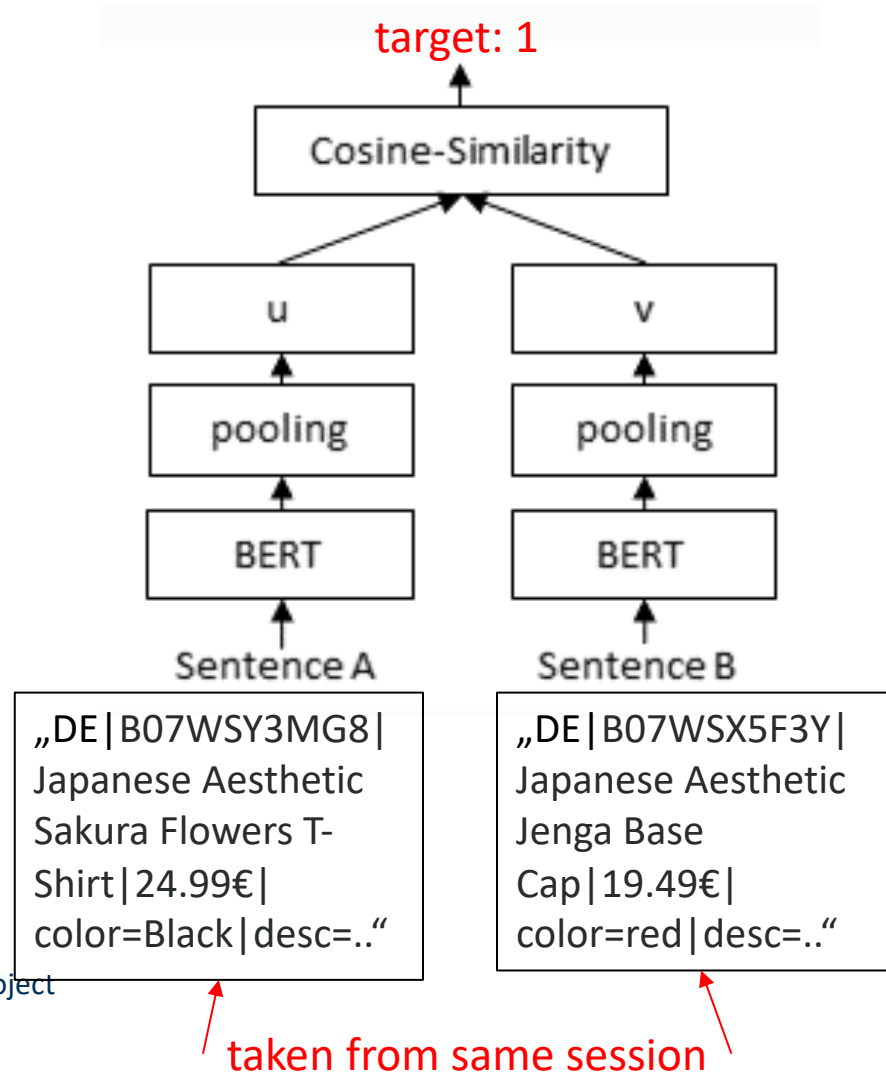 target: 1
Cosine-Similarity
u
v
pooling
pooling
BERT
BERT
Sentence A
Sentence B
„DE|B07WSY3MG8|
Japanese Aesthetic
Sakura Flowers T-
Shirt|24.99€|
color=Black|desc=..“
„DE|B07WSX5F3Y|
Japanese Aesthetic
Jenga Base
Cap|19.49€|
color=red|desc=..“
oject
taken from same session